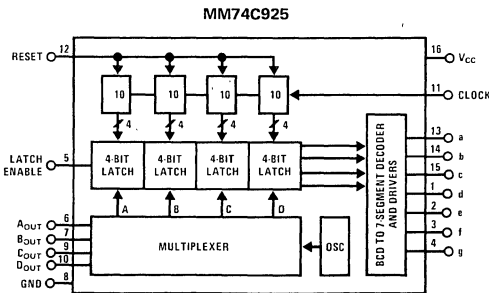 MM74C925
RESET 12
16 VCC
10 10 10 10
11 CLOCK
4 4 4 4
LATCH ENABLE 5
4-BIT LATCH 4-BIT LATCH 4-BIT LATCH 4-BIT LATCH
BCD TO 7-SEGMENT DECODER AND DRIVERS
13 a
14 b
15 c
1 d
2 e
3 f
4 g
A B C D
AOUT 6
BOUT 7
COUT 9
DOUT 10
GND 8
MULTIPLEXER
OSC